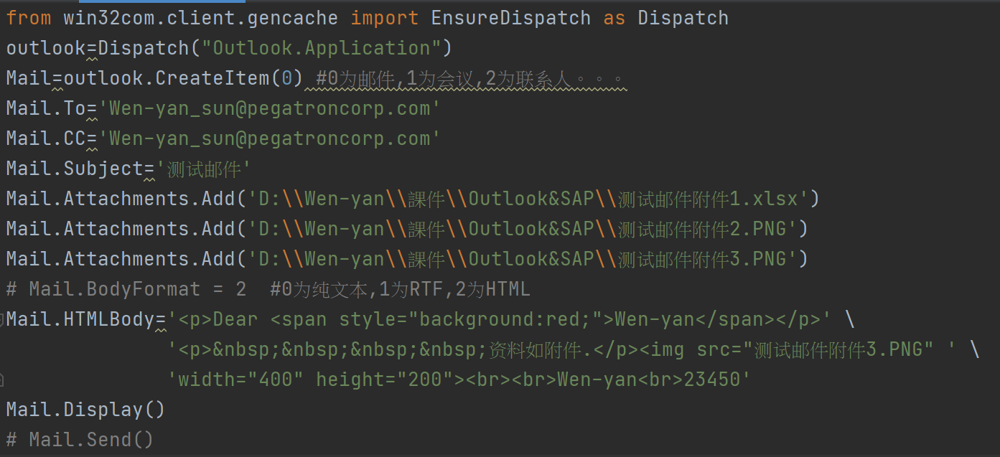 from win32com.client.gencache import EnsureDispatch as Dispatch
outlook=Dispatch("Outlook.Application")
Mail=outlook.CreateItem(0) #0为邮件,1为会议,2为联系人。。。
Mail.To='Wen-yan_sun@pegatroncorp.com'
Mail.CC='Wen-yan_sun@pegatroncorp.com'
Mail.Subject='测试邮件'
Mail.Attachments.Add('D:\\Wen-yan\\課件\\Outlook&SAP\\测试邮件附件1.xlsx')
Mail.Attachments.Add('D:\\Wen-yan\\課件\\Outlook&SAP\\测试邮件附件2.PNG')
Mail.Attachments.Add('D:\\Wen-yan\\課件\\Outlook&SAP\\测试邮件附件3.PNG')
# Mail.BodyFormat = 2  #0为纯文本,1为RTF,2为HTML
Mail.HTMLBody='<p>Dear <span style="background:red;">Wen-yan</span></p>' \
              '<p>&nbsp;&nbsp;&nbsp;&nbsp;资料如附件.</p><img src="测试邮件附件3.PNG" ' \
              'width="400" height="200"><br><br>Wen-yan<br>23450'
Mail.Display()
# Mail.Send()